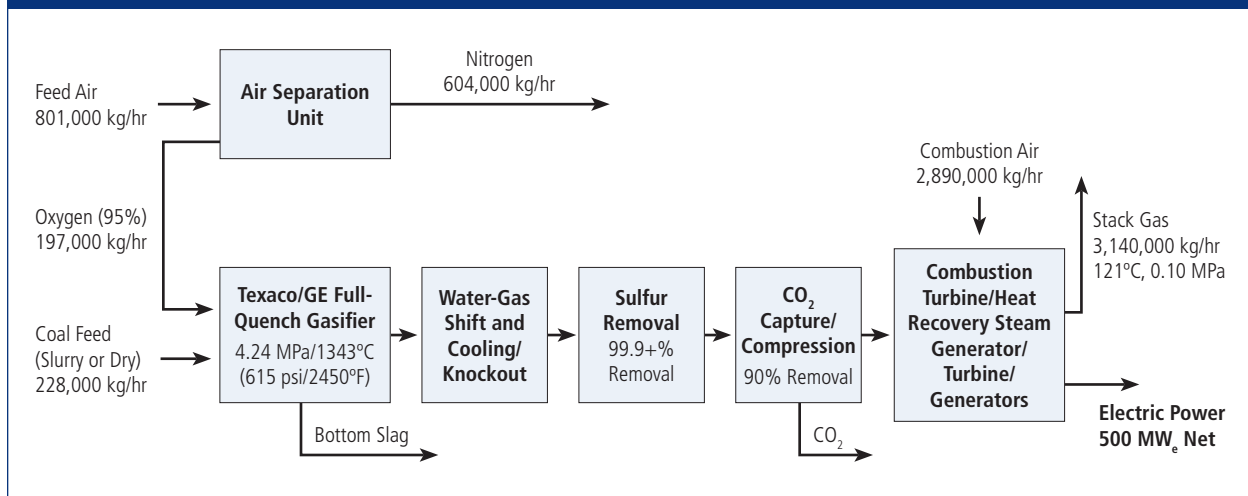 Nitrogen
604,000 kg/hr
Feed Air
801,000 kg/hr
Air Separation
Unit
Combustion Air
2,890,000 kg/hr
Oxygen (95%)
197,000 kg/hr
Stack Gas
3,140,000 kg/hr
121ºC, 0.10 MPa
Coal Feed
(Slurry or Dry)
228,000 kg/hr
Texaco/GE Full-
Quench Gasifier
4.24 MPa/1343ºC
(615 psi/2450ºF)
Water-Gas
Shift and
Cooling/
Knockout
Sulfur
Removal
99.9+%
Removal
CO2
Capture/
Compression
90% Removal
Combustion
Turbine/Heat
Recovery Steam
Generator/
Turbine/
Generators
Electric Power
500 MWe Net
Bottom Slag
CO2